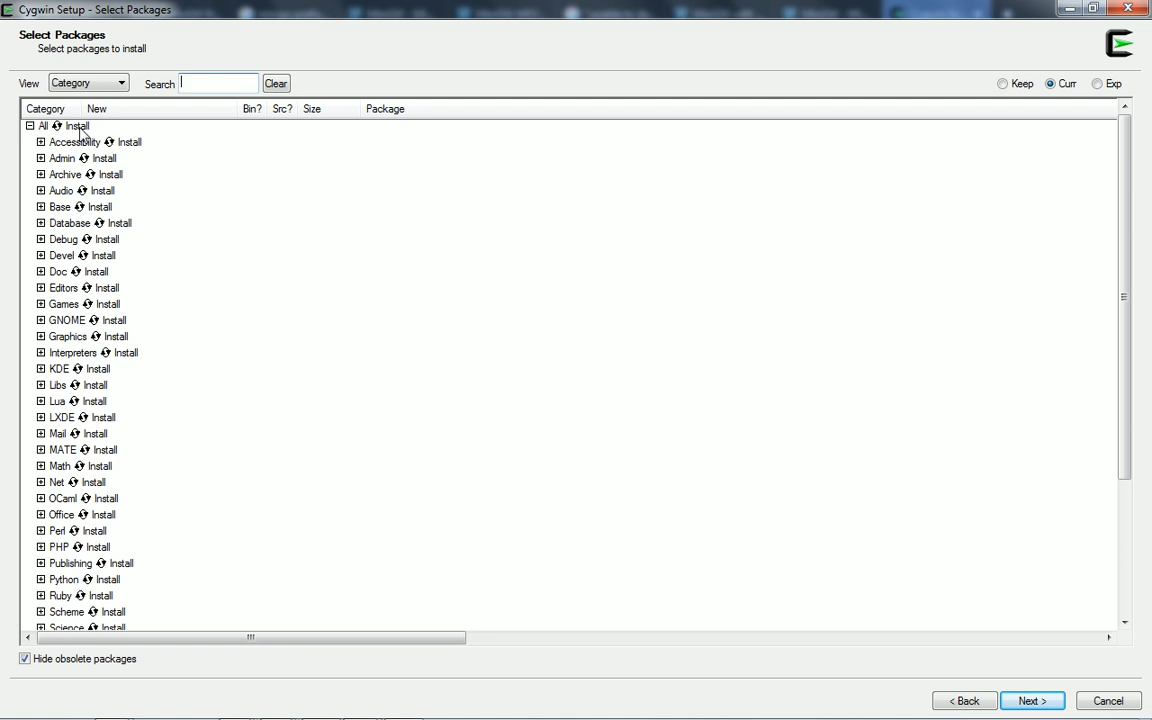 Cygwin Setup - Select Packages
Select Packages
Select packages to install
View Category Search Clear Keep Curr Exp
Category New Bin? Src? Size Package
All Install
Accessibility Install
Admin Install
Archive Install
Audio Install
Base Install
Database Install
Debug Install
Devel Install
Doc Install
Editors Install
Games Install
GNOME Install
Graphics Install
Interpreters Install
KDE Install
Libs Install
Lua Install
LXDE Install
Mail Install
MATE Install
Math Install
Net Install
OCaml Install
Office Install
Perl Install
PHP Install
Publishing Install
Python Install
Ruby Install
Scheme Install
Science Install
Hide obsolete packages
< Back Next > Cancel